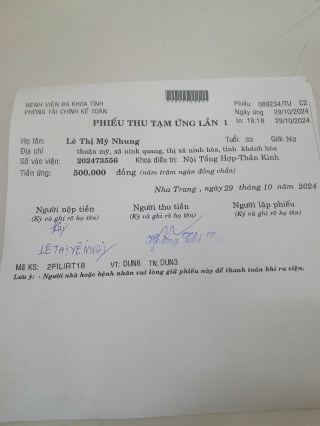 BỆNH VIỆN ĐA KHOA TỈNH
PHÒNG TÀI CHÍNH KẾ TOÁN
Phiếu: 089234/TU C2
Ngày ứng 29/10/2024
In: 18:18 29/10/2024
PHIẾU THU TẠM ỨNG LẦN 1
Họ tên: Lê Thị Mỹ Nhung Tuổi: 33 Giới: Nữ
Địa chỉ thuận mỹ, xã ninh quang, thị xã ninh hòa, tỉnh khánh hòa
Số vào viện: 202473556 Khoa điều trị: Nội Tổng Hợp-Thần Kinh
Tiền ứng: 500.000 đồng (năm trăm ngàn đồng chẵn)
Nha Trang, ngày 29 tháng 10 năm 2024
Người nộp tiền Người thu tiền Người lập phiếu
(Ký và ghi rõ họ tên) (Ký và ghi rõ họ tên) (Ký và ghi rõ họ tên)
LÊ THỊ YẾN
Mã KS: 2FILIRT18 VT: DUN6 TN: DUN3
Lưu ý: - Người nhà hoặc bệnh nhân vui lòng giữ phiếu này để thanh toán khi ra viện.